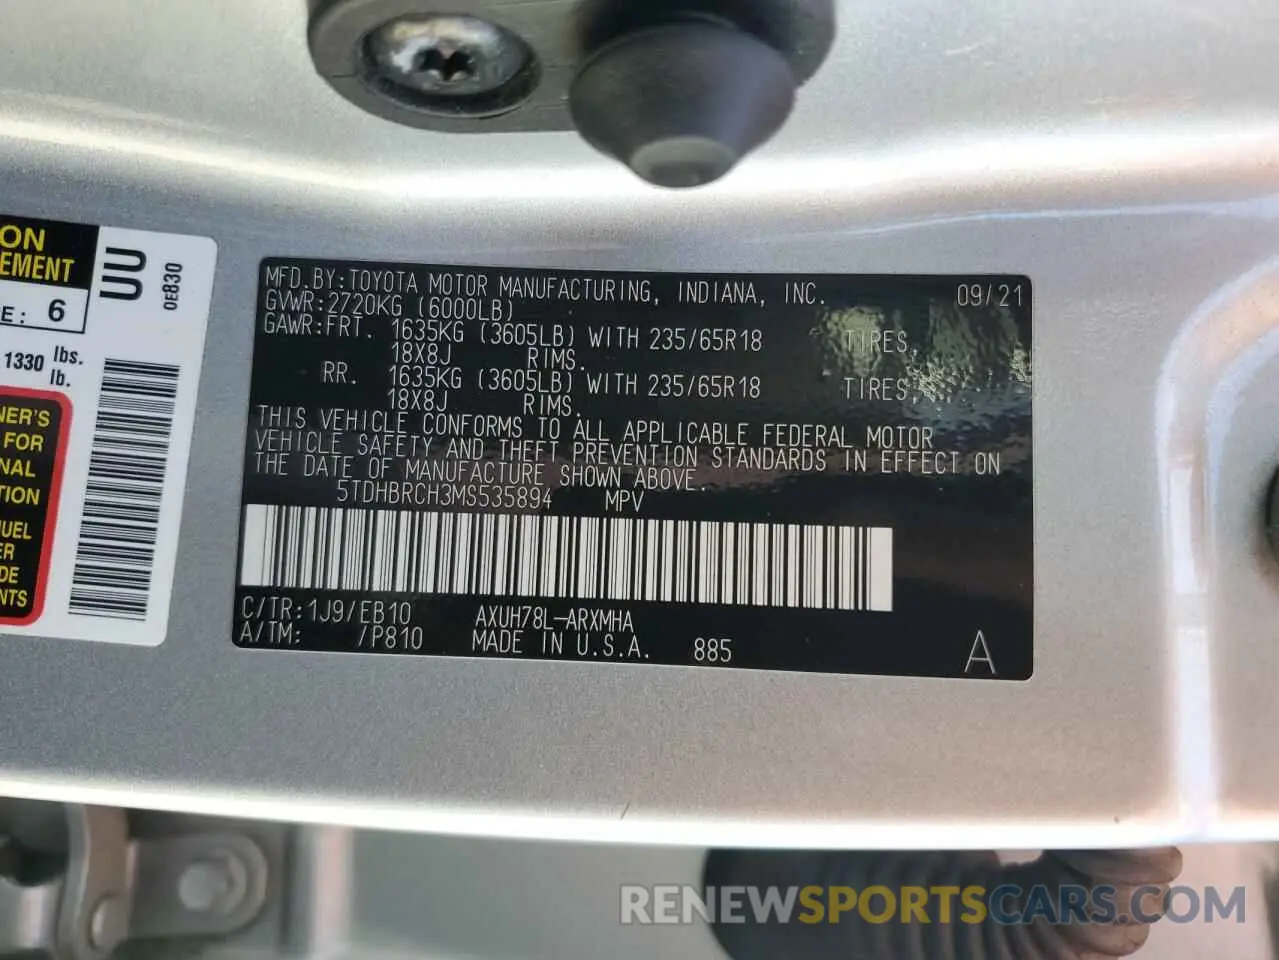 ON
EMENT
E: 6
1330 lbs.
lb.
UU
0E830
NER'S
FOR
NAL
TION
UEL
ER
DE
NTS
MFD.BY:TOYOTA MOTOR MANUFACTURING, INDIANA, INC. 09/21
GVWR:2720KG (6000LB)
GAWR:FRT. 1635KG (3605LB) WITH 235/65R18 TIRES,
18X8J RIMS.
RR. 1635KG (3605LB) WITH 235/65R18 TIRES,
18X8J RIMS.
THIS VEHICLE CONFORMS TO ALL APPLICABLE FEDERAL MOTOR
VEHICLE SAFETY AND THEFT PREVENTION STANDARDS IN EFFECT ON
THE DATE OF MANUFACTURE SHOWN ABOVE.
5TDHBRCH3MS535894 MPV
C/TR:1J9/EB10 AXUH78L-ARXMHA
A/TM: /P810 MADE IN U.S.A. 885 A
RENEWSPORTSCARS.COM